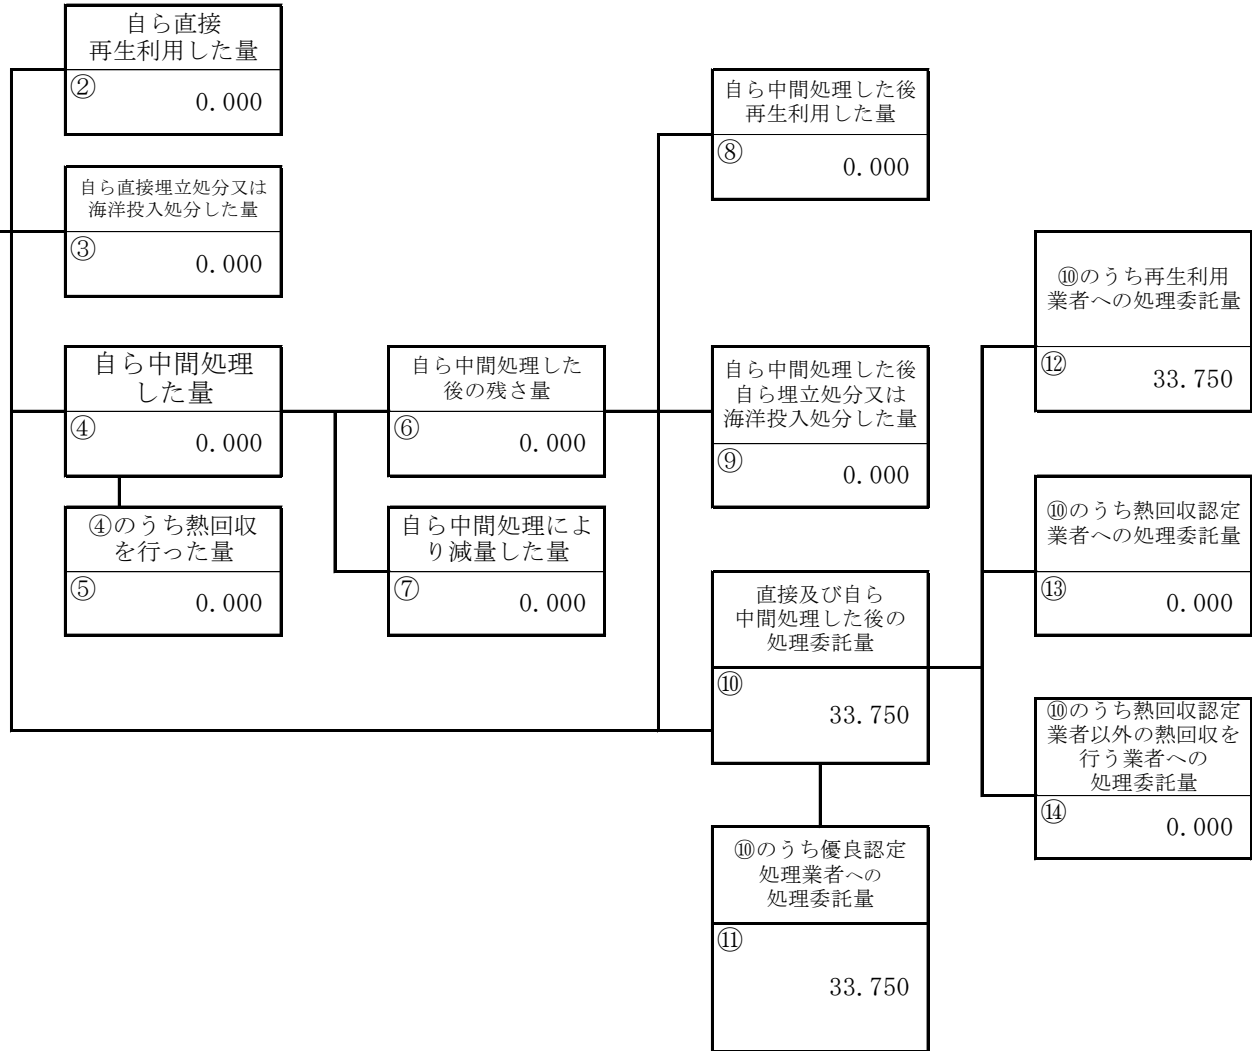 自ら直接
再生利用した量
②
0.000
自ら直接埋立処分又は
海洋投入処分した量
③
0.000
自ら中間処理
した量
④
0.000
④のうち熱回収
を行った量
⑤
0.000
自ら中間処理した
後の残さ量
⑥
0.000
自ら中間処理によ
り減量した量
⑦
0.000
自ら中間処理した後
再生利用した量
⑧
0.000
自ら中間処理した後
自ら埋立処分又は
海洋投入処分した量
⑨
0.000
直接及び自ら
中間処理した後の
処理委託量
⑩
33.750
⑩のうち優良認定
処理業者への
処理委託量
⑪
33.750
⑩のうち再生利用
業者への処理委託量
⑫
33.750
⑩のうち熱回収認定
業者への処理委託量
⑬
0.000
⑩のうち熱回収認定
業者以外の熱回収を
行う業者への
処理委託量
⑭
0.000